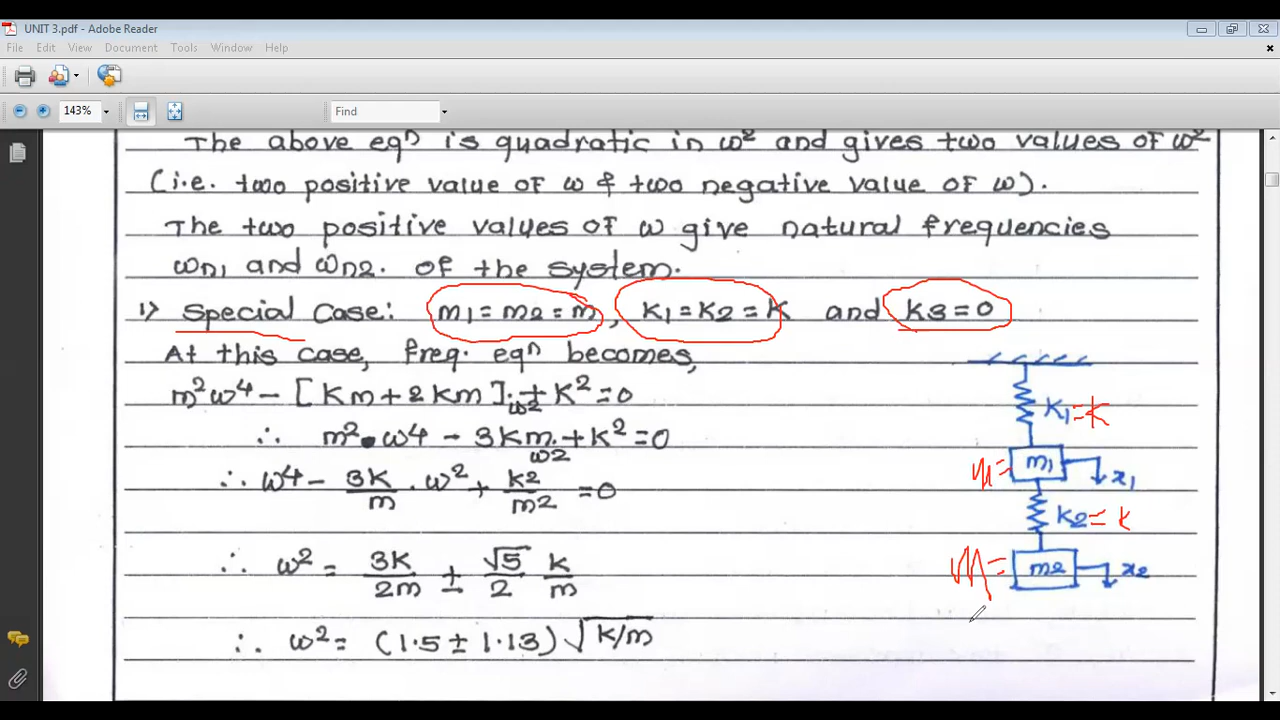 UNIT 3.pdf - Adobe Reader
File Edit View Document Tools Window Help
143% Find
The above eqⁿ is quadratic in ω² and gives two values of ω²
(i.e. two positive value of ω & two negative value of ω).
The two positive values of ω give natural frequencies
ωn1 and ωn2. of the system.
1) Special Case: m1 = m2 = m, k1 = k2 = k and k3 = 0
At this case, freq. eqⁿ becomes,
m²ω⁴ - [km + 2km].ω2 + k² = 0
∴ m².ω⁴ - 3km.ω2 + k² = 0
∴ ω⁴ - 3k/m . ω² + k2/m2 = 0
∴ ω² = 3k/2m ± √5/2 k/m
∴ ω² = (1.5 ± 1.13) √k/m
k1 = k
m = m1 x1
k2 = k
m = m2 x2